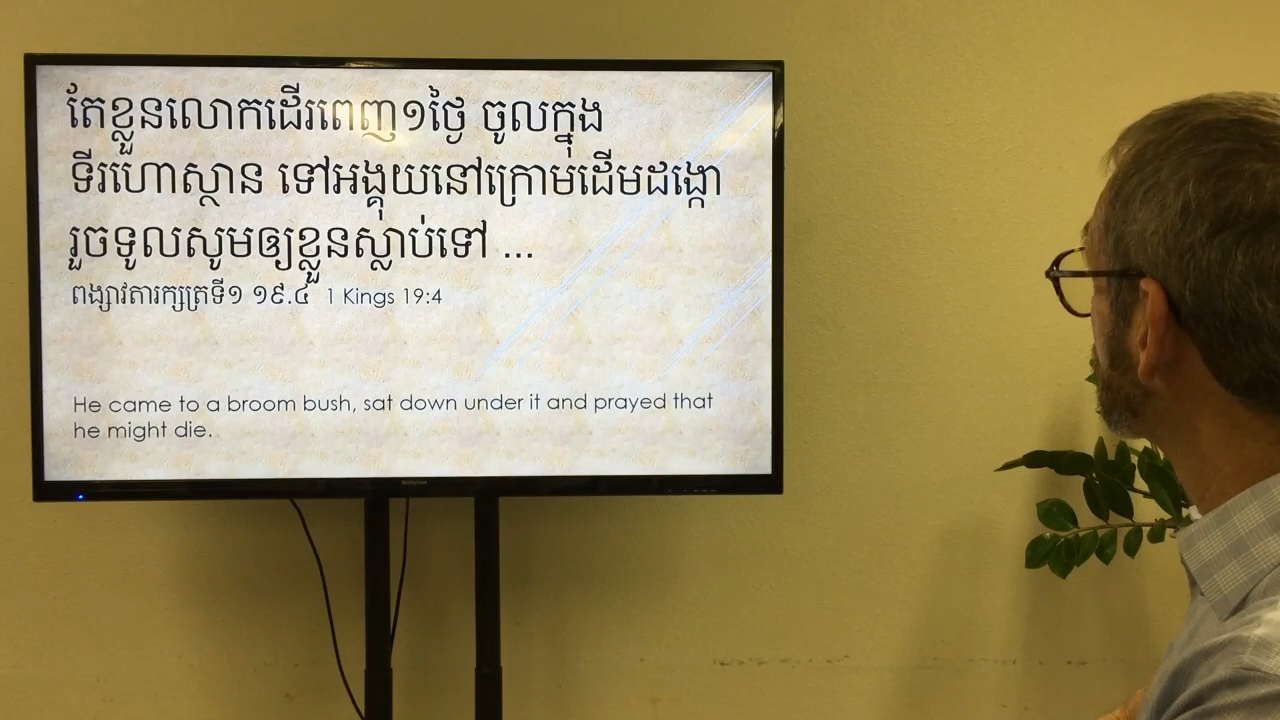 តែខ្លួនលោកដើរពេញ១ថ្ងៃ ចូលក្នុង
ទីរហោស្ថាន ទៅអង្គុយនៅក្រោមដើមដង្កោ
រួចទូលសូមឲ្យខ្លួនស្លាប់ទៅ ...
ពង្សាវតារក្សត្រទី១ ១៩.៤ 1 Kings 19:4
He came to a broom bush, sat down under it and prayed that
he might die.